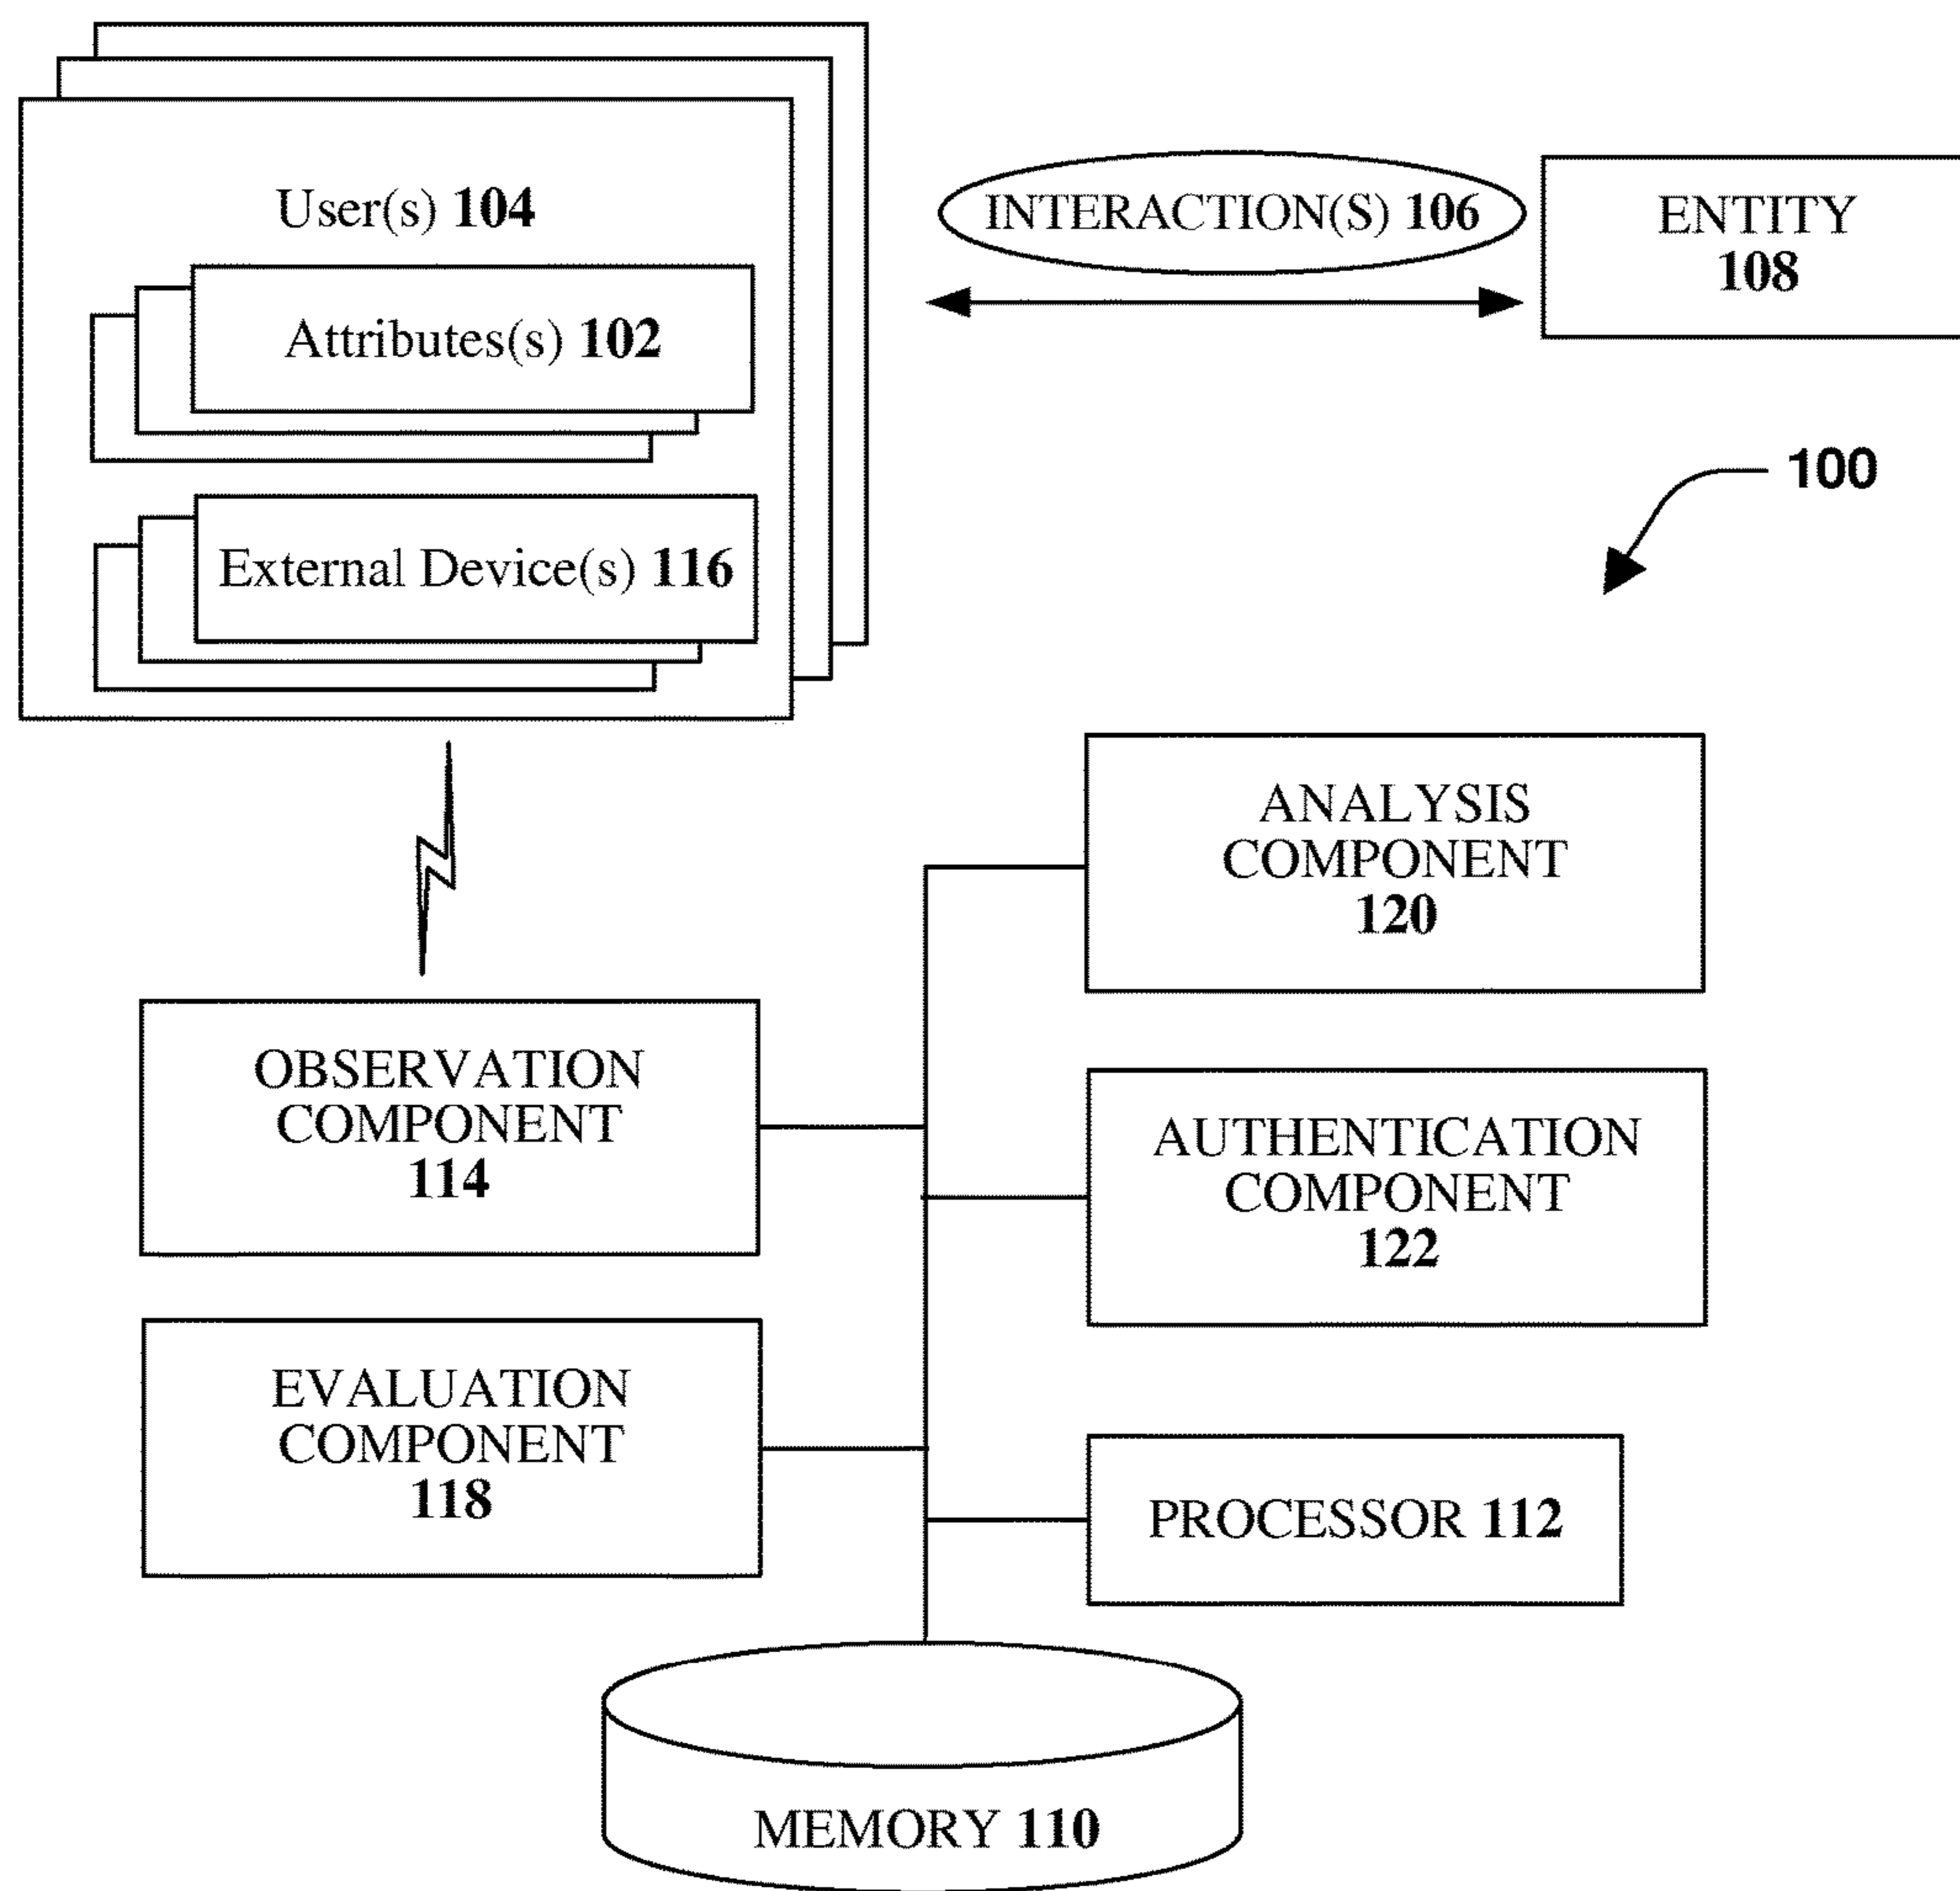 User(s) 104
Attributes(s) 102
External Device(s) 116
INTERACTION(S) 106
ENTITY
108
100
ANALYSIS
COMPONENT
120
OBSERVATION
COMPONENT
114
AUTHENTICATION
COMPONENT
122
EVALUATION
COMPONENT
118
PROCESSOR 112
MEMORY 110